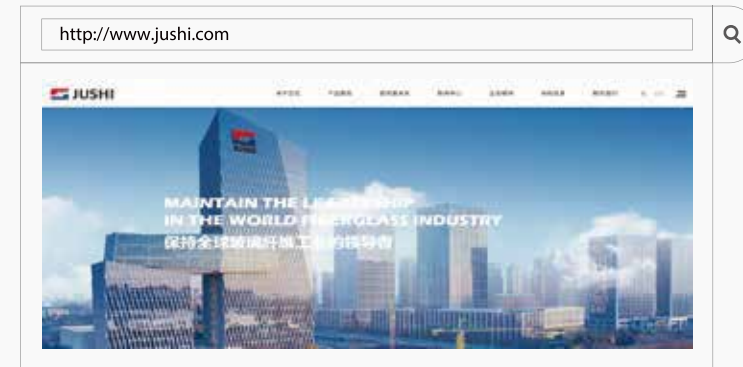 http://www.jushi.com
JUSHI
MAINTAIN THE LEADERSHIP
IN THE WORLD FIBERGLASS INDUSTRY
保持全球玻璃纤维工业的领导者